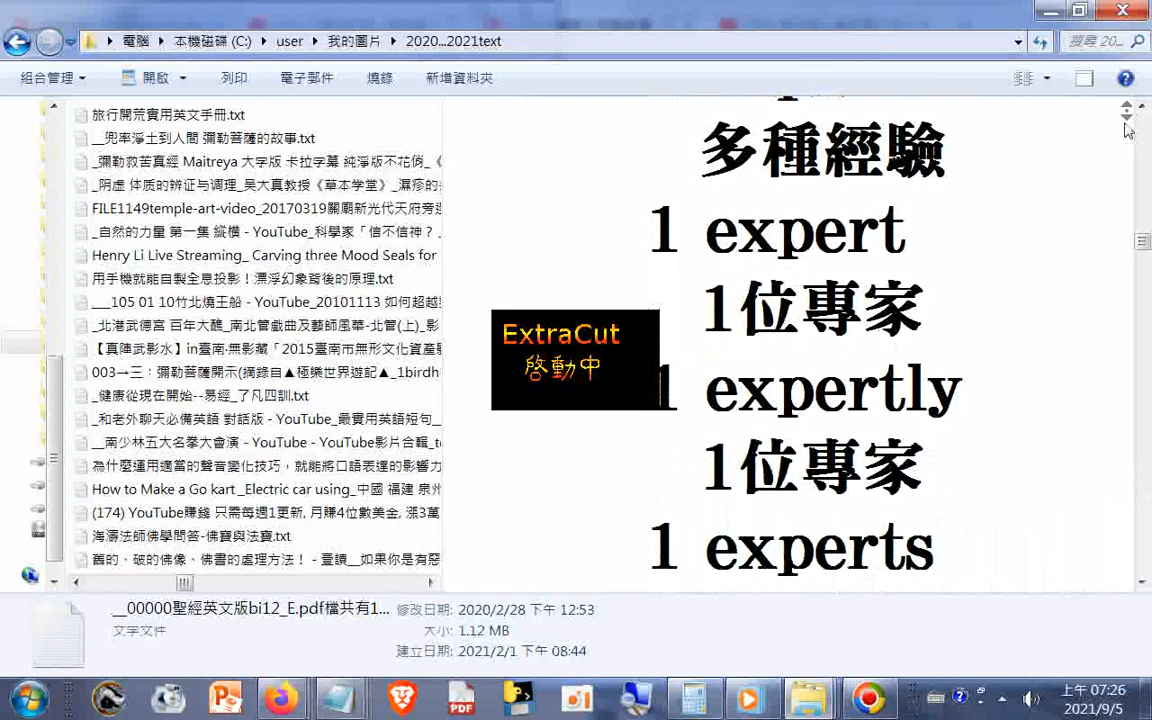 電腦 本機磁碟 (C:) user 我的圖片 2020...2021text
搜尋 20...
組合管理 開啟 列印 電子郵件 燒錄 新增資料夾
旅行開荒實用英文手冊.txt
__兜率淨土到人間 彌勒菩薩的故事.txt
_彌勒救苦真經 Maitreya 大字版 卡拉字幕 純淨版不花俏_《
_阴虚 体质的辨证与调理_吴大真教授《草本学堂》_濕疹的
FILE1149temple-art-video_20170319關廟新光代天府旁
_自然的力量 第一集 縱橫 - YouTube_科學家「信不信神？
Henry Li Live Streaming_ Carving three Mood Seals for
用手機就能自製全息投影！漂浮幻象背後的原理.txt
___105 01 10竹北燒王船 - YouTube_20101113 如何超越
_北港武德宮 百年大醮_南北管戲曲及藝師風華-北管(上)_影
【真陣武影水】in臺南‧無影藏「2015臺南市無形文化資產
003→三：彌勒菩薩開示(摘錄自▲極樂世界遊記▲_1birdh
_健康從現在開始--易經_了凡四訓.txt
_和老外聊天必備英語 對話版 - YouTube_最實用英語短句_
__南少林五大名拳大會演 - YouTube - YouTube影片合輯_t
為什麼運用適當的聲音變化技巧，就能將口語表達的影響力
How to Make a Go kart _Electric car using_中國 福建 泉州
(174) YouTube賺錢 只需每週1更新, 月賺4位數美金, 漲3萬
海濤法師佛學問答-佛寶與法寶.txt
舊的、破的佛像、佛書的處理方法！ - 壹讀__如果你是有惡
多種經驗
1 expert
1位專家
1 expertly
1位專家
1 experts
ExtraCut
啓動中
__00000聖經英文版bi12_E.pdf檔共有1... 修改日期: 2020/2/28 下午 12:53
文字文件 大小: 1.12 MB
建立日期: 2021/2/1 下午 08:44
PDF
上午 07:26
2021/9/5